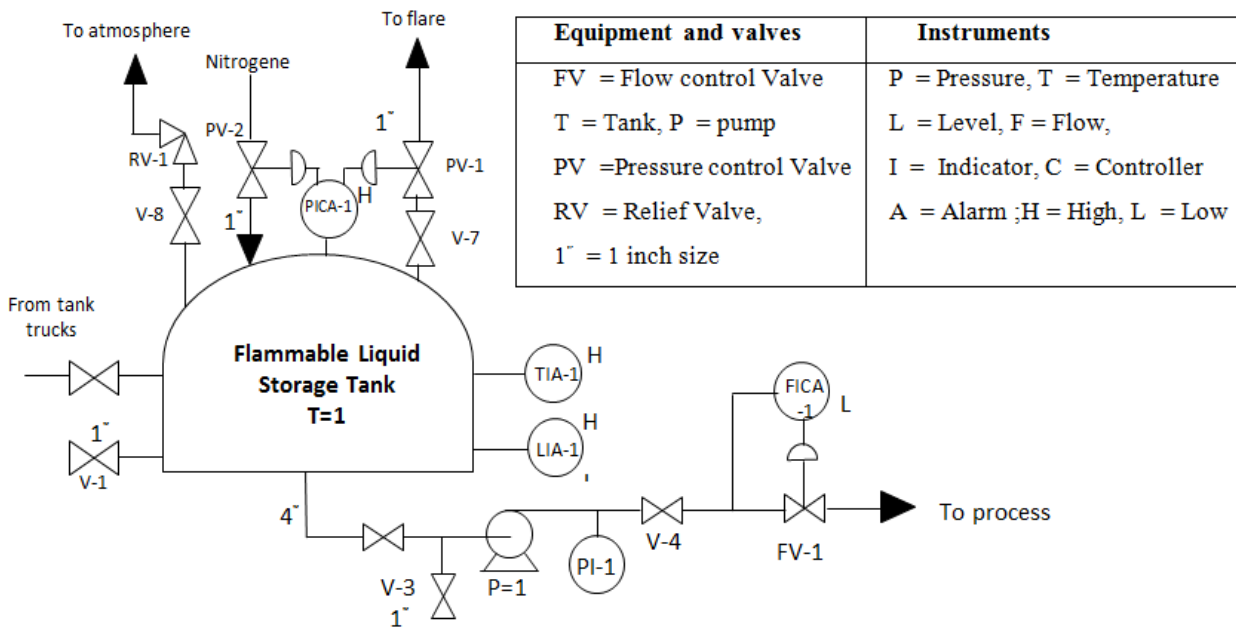 To atmosphere
To flare
Nitrogene
PV-2
1˝
RV-1
PV-1
PICA-1
H
V-8
1˝
V-7
From tank
trucks
Flammable Liquid
Storage Tank
T=1
TIA-1
H
1˝
V-1
LIA-1
H
FICA
-1
L
4˝
V-3
1˝
P=1
PI-1
V-4
FV-1
To process
Equipment and valves
FV = Flow control Valve
T = Tank, P = pump
PV =Pressure control Valve
RV = Relief Valve,
1˝ = 1 inch size
Instruments
P = Pressure, T = Temperature
L = Level, F = Flow,
I = Indicator, C = Controller
A = Alarm ;H = High, L = Low